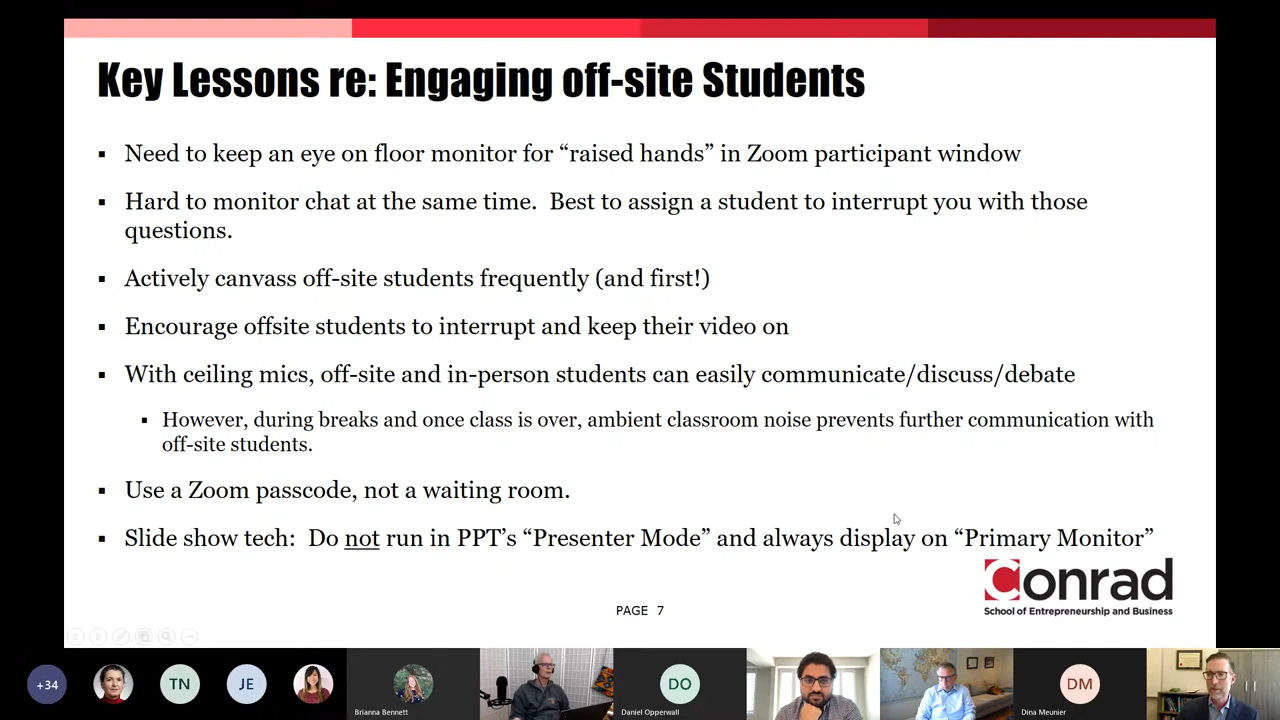 Key Lessons re: Engaging off-site Students
▪ Need to keep an eye on floor monitor for “raised hands” in Zoom participant window
▪ Hard to monitor chat at the same time.  Best to assign a student to interrupt you with those
questions.
▪ Actively canvass off-site students frequently (and first!)
▪ Encourage offsite students to interrupt and keep their video on
▪ With ceiling mics, off-site and in-person students can easily communicate/discuss/debate
▪ However, during breaks and once class is over, ambient classroom noise prevents further communication with
off-site students.
▪ Use a Zoom passcode, not a waiting room.
▪ Slide show tech:  Do not run in PPT’s “Presenter Mode” and always display on “Primary Monitor”
Conrad
School of Entrepreneurship and Business
PAGE 7
+34
TN
JE
Brianna Bennett
DO
Daniel Opperwall
DM
Dina Meunier